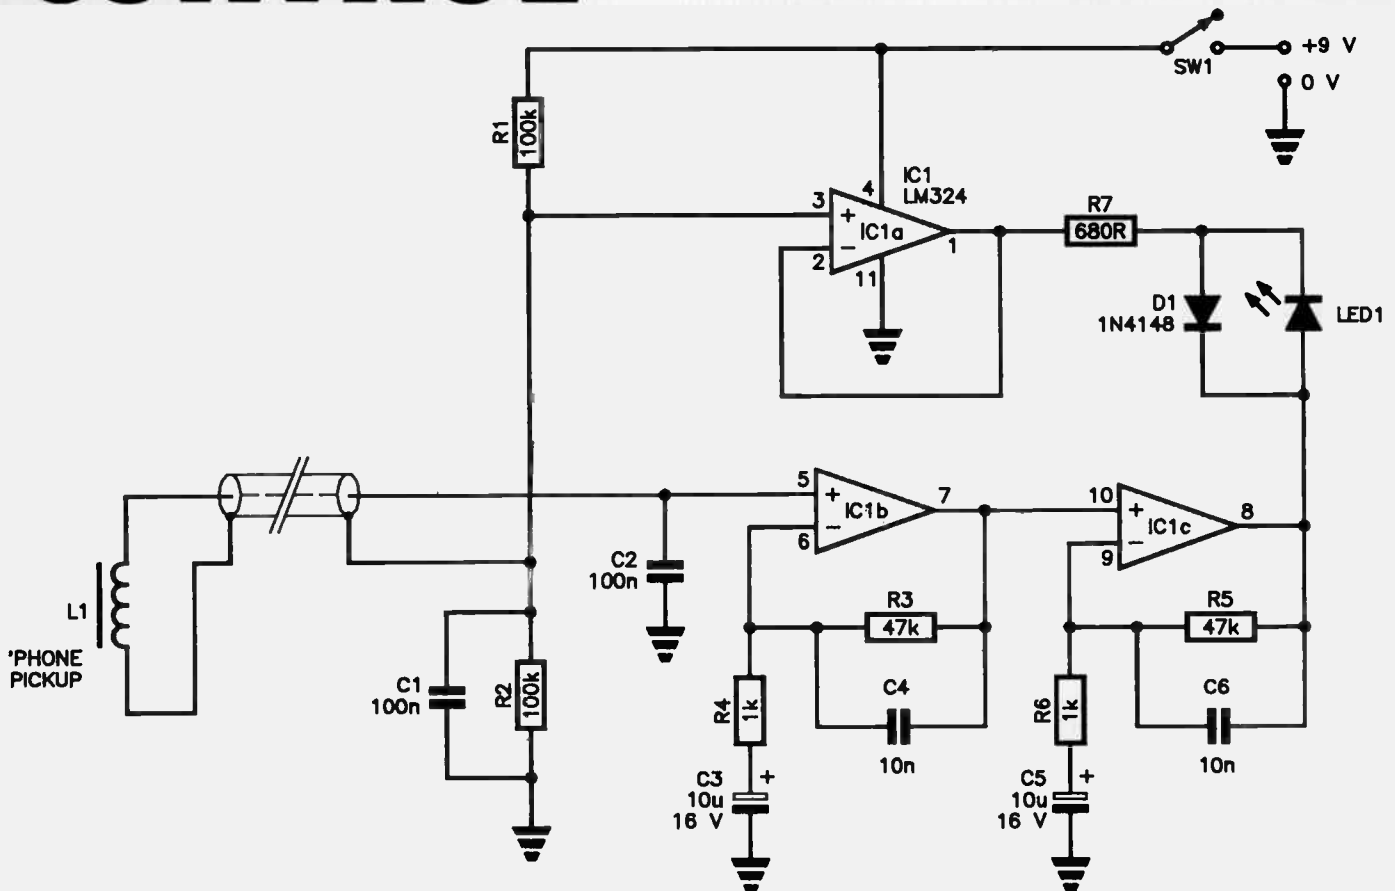 +9 V
SW1
0 V
R1
100k
IC1
LM324
4
3
+
IC1a
−
2
1
11
R7
680R
D1
1N4148
LED1
L1
'PHONE
PICKUP
C1
100n
R2
100k
C2
100n
5
+
IC1b
−
6
7
R3
47k
C4
10n
R4
1k
C3
+
10u
16 V
10
+
IC1c
−
9
8
R5
47k
C6
10n
R6
1k
C5
+
10u
16 V